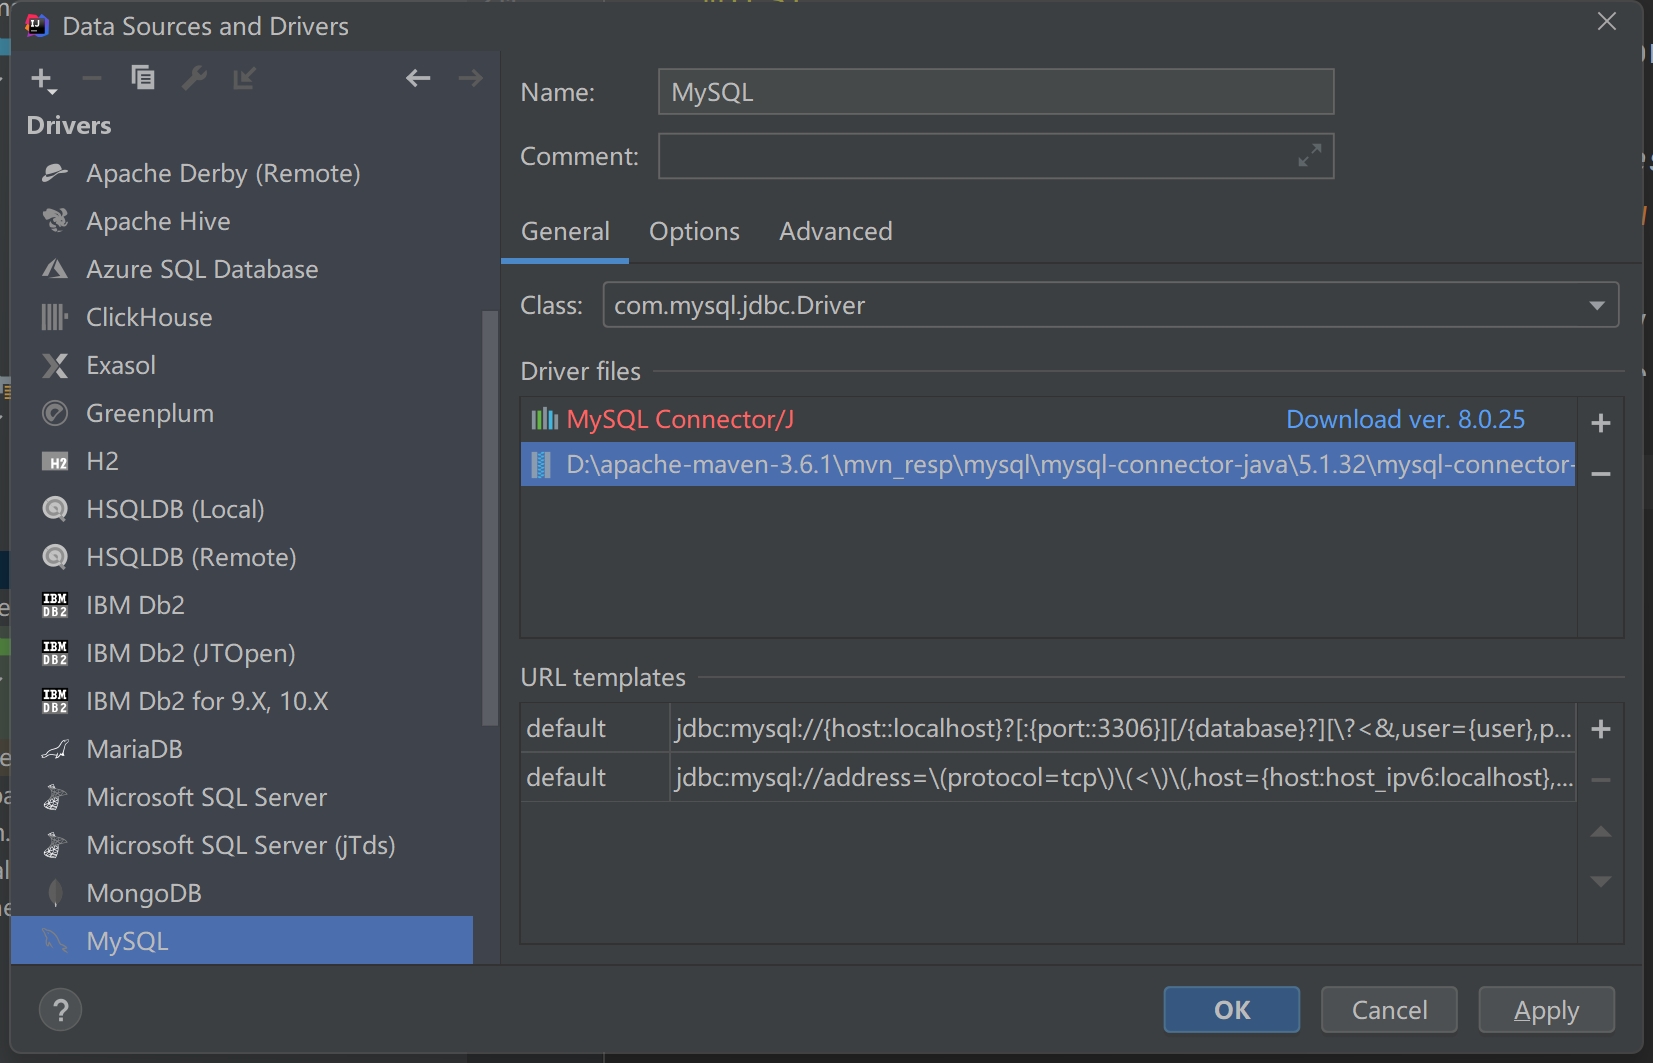 Data Sources and Drivers
Drivers
Apache Derby (Remote)
Apache Hive
Azure SQL Database
ClickHouse
Exasol
Greenplum
H2
H2
HSQLDB (Local)
HSQLDB (Remote)
IBM DB2
IBM Db2
IBM DB2
IBM Db2 (JTOpen)
IBM DB2
IBM Db2 for 9.X, 10.X
MariaDB
Microsoft SQL Server
Microsoft SQL Server (jTds)
MongoDB
MySQL
Name:
MySQL
Comment:
General
Options
Advanced
Class:
com.mysql.jdbc.Driver
Driver files
MySQL Connector/J
Download ver. 8.0.25
D:\apache-maven-3.6.1\mvn_resp\mysql\mysql-connector-java\5.1.32\mysql-connector-
URL templates
default
jdbc:mysql://{host::localhost}?[:{port::3306}][/{database}?][\?<&,user={user},p...
default
jdbc:mysql://address=\(protocol=tcp\)\(<\)\(,host={host:host_ipv6:localhost},...
?
OK
Cancel
Apply